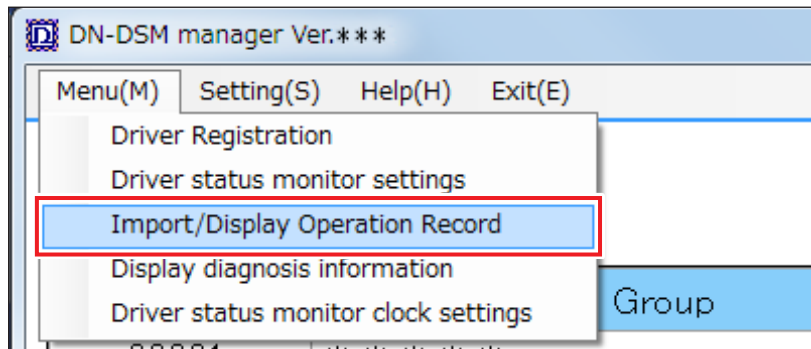 DN-DSM manager Ver.***
Menu(M) Setting(S) Help(H) Exit(E)
Driver Registration
Driver status monitor settings
Import/Display Operation Record
Display diagnosis information
Driver status monitor clock settings
Group